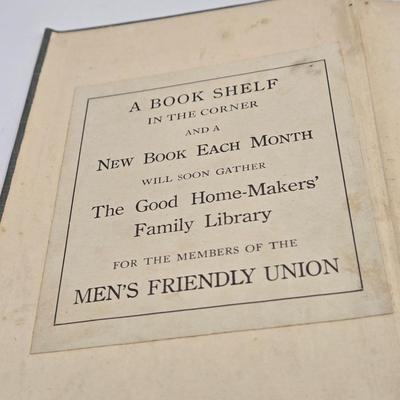 A BOOK SHELF
IN THE CORNER
AND A
NEW BOOK EACH MONTH
WILL SOON GATHER
The Good Home-Makers'
Family Library
FOR THE MEMBERS OF THE
MEN'S FRIENDLY UNION